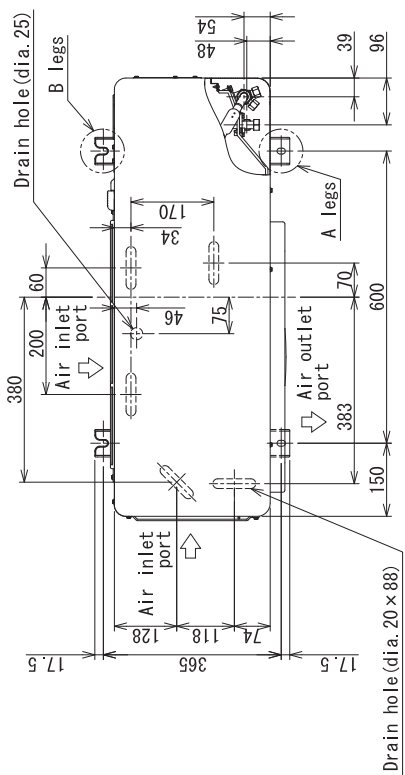 380
Drain hole(dia. 25)
200
60
B legs
17.5
Air inlet
port
128
34
170
46
Air inlet
port
118
75
365
74
48
54
17.5
Air outlet
port
A legs
383
70
39
150
600
96
Drain hole(dia. 20×88)